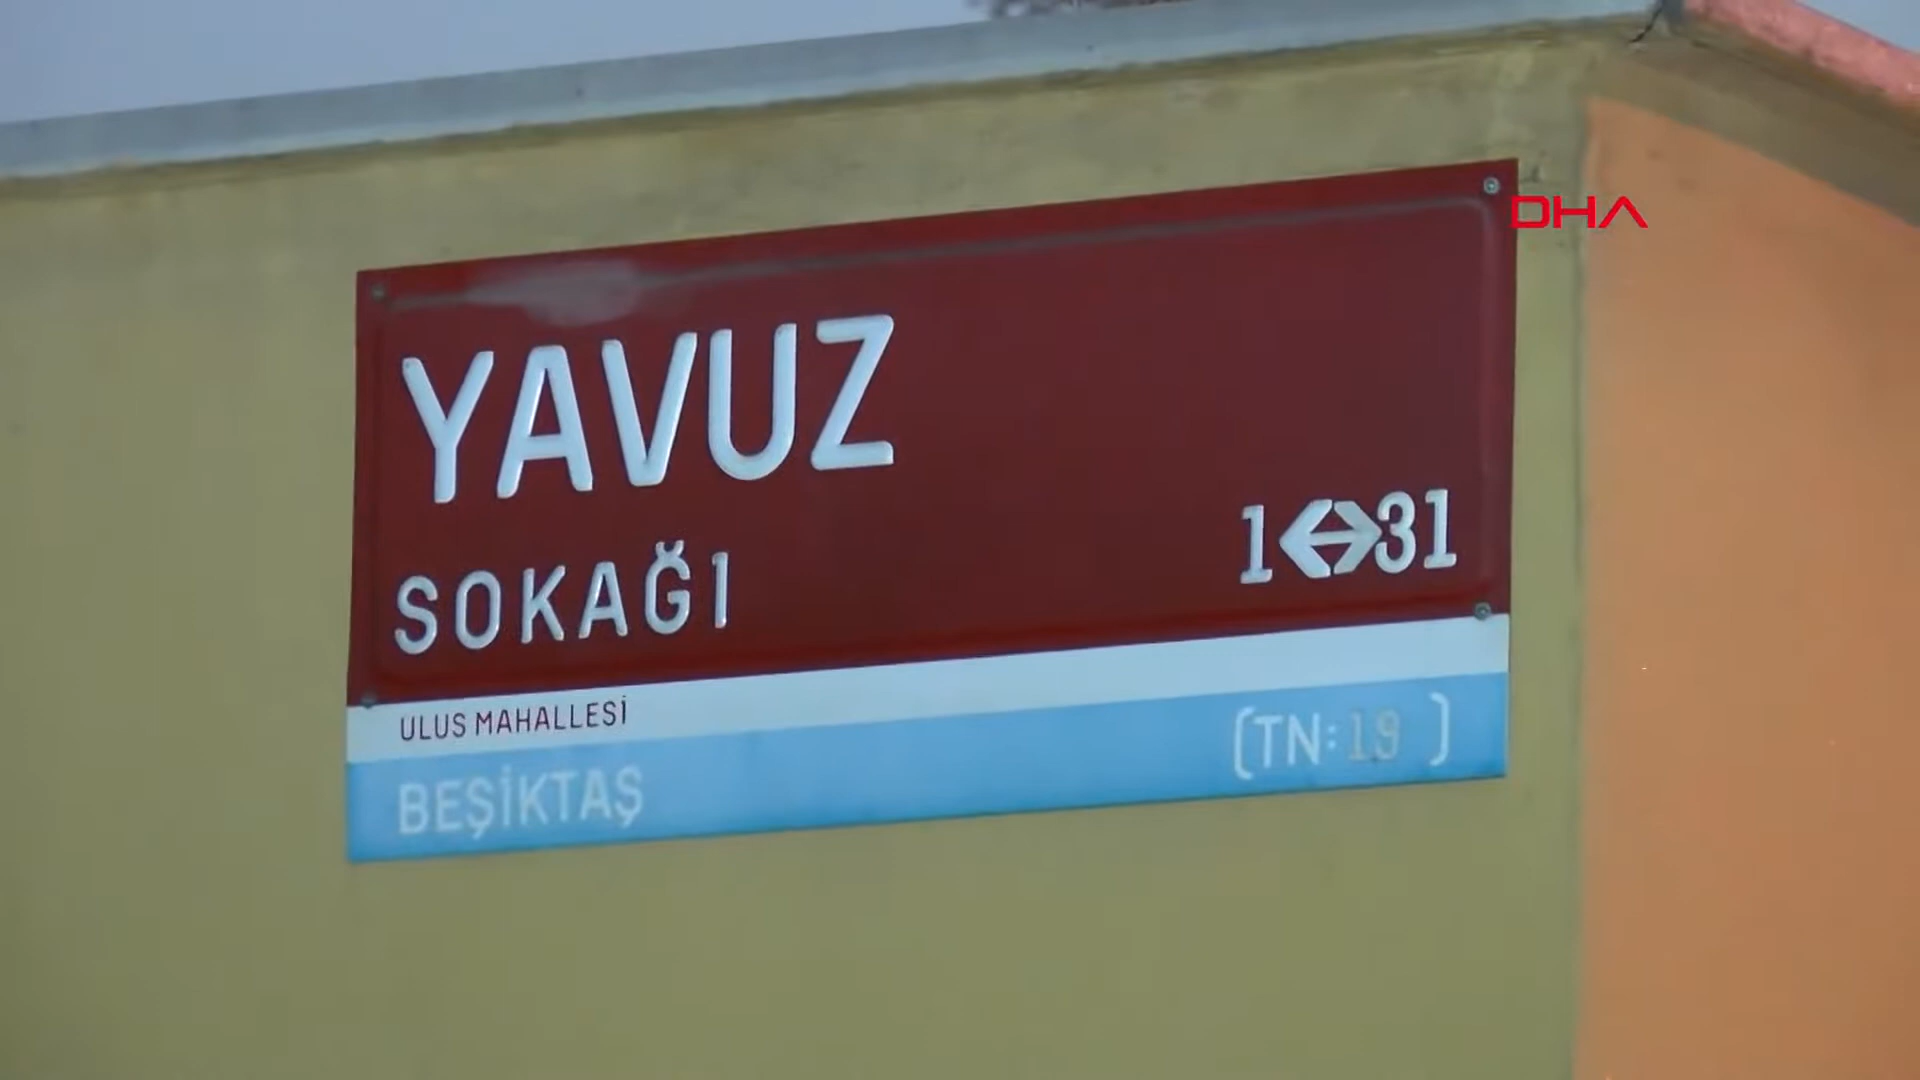 DHA
YAVUZ
SOKAĞI
1⟷31
ULUS MAHALLESİ
BEŞİKTAŞ
(TN:19 )